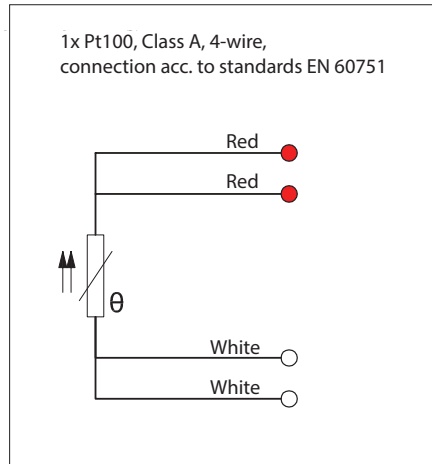 1x Pt100, Class A, 4-wire,
connection acc. to standards EN 60751
Red
Red
θ
White
White